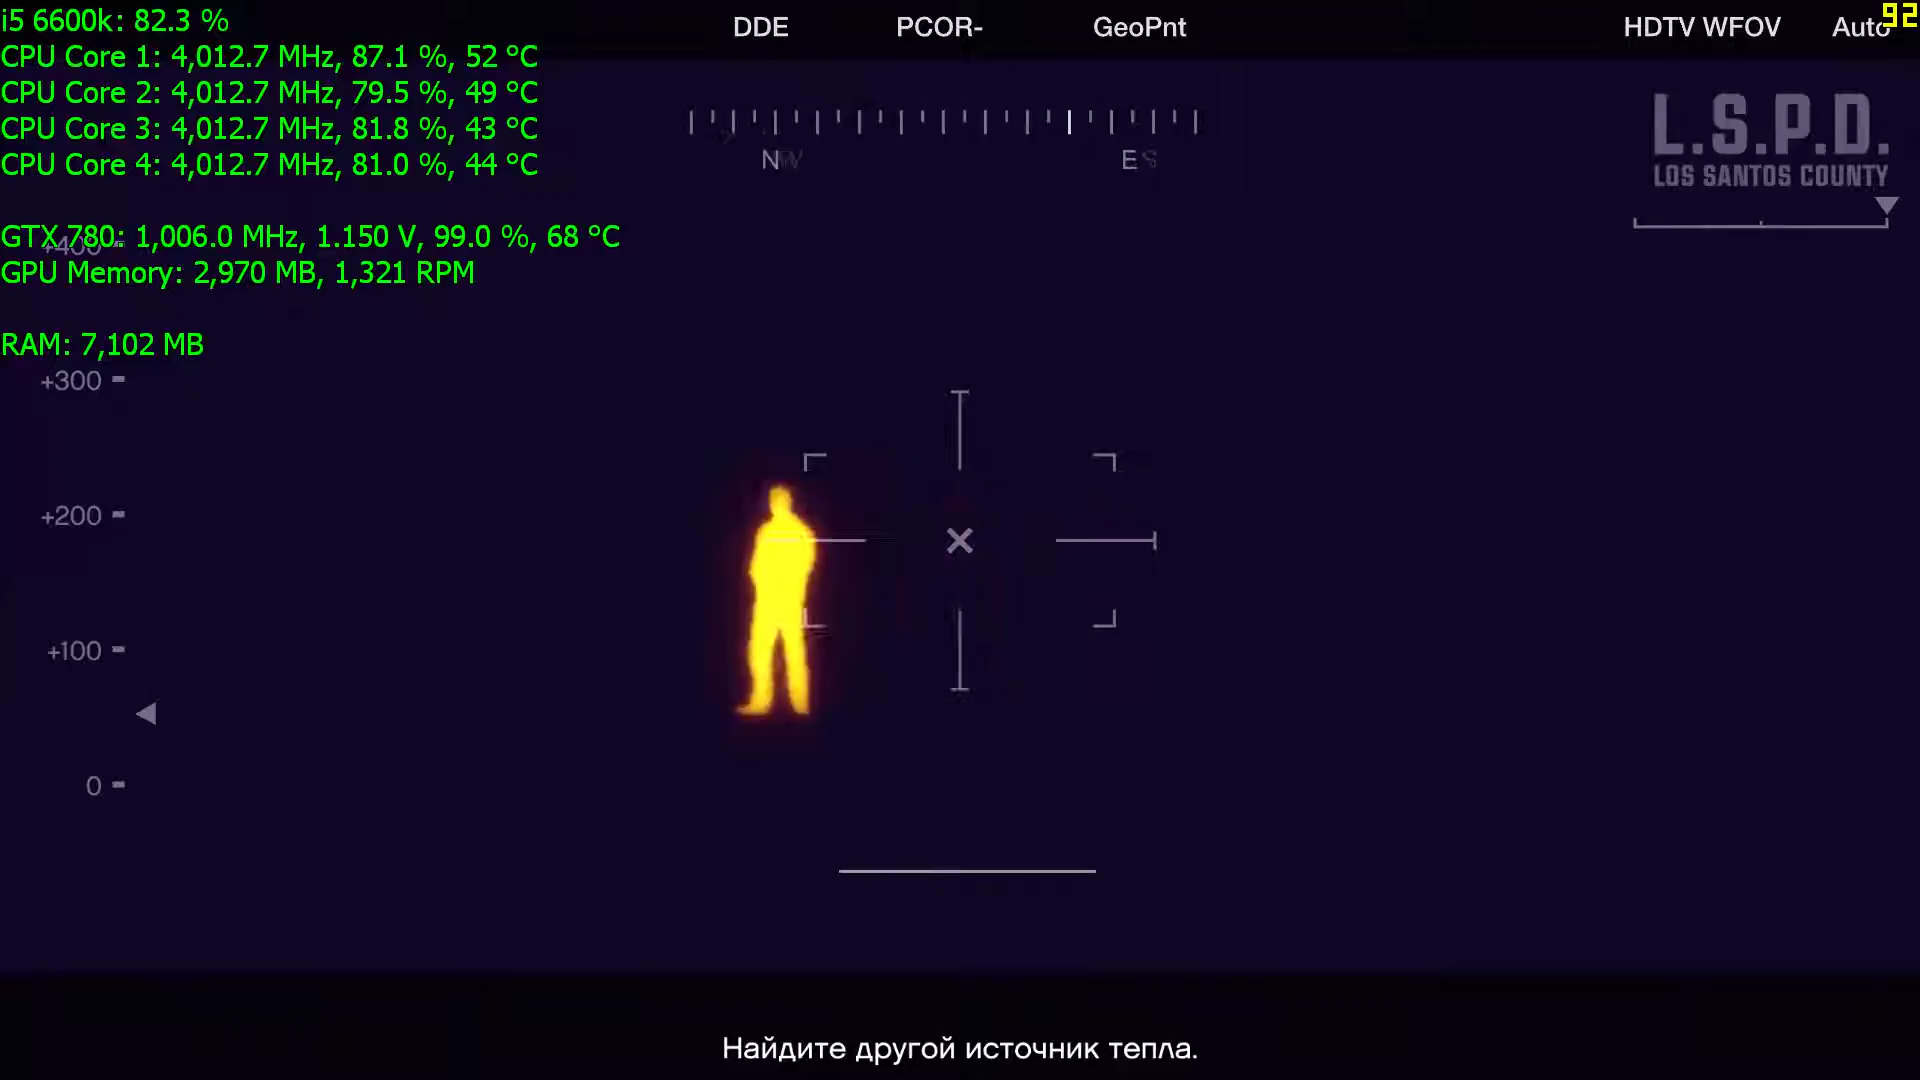 i5 6600k: 82.3 %
CPU Core 1: 4,012.7 MHz, 87.1 %, 52 °C
CPU Core 2: 4,012.7 MHz, 79.5 %, 49 °C
CPU Core 3: 4,012.7 MHz, 81.8 %, 43 °C
CPU Core 4: 4,012.7 MHz, 81.0 %, 44 °C
GTX 780: 1,006.0 MHz, 1.150 V, 99.0 %, 68 °C
GPU Memory: 2,970 MB, 1,321 RPM
RAM: 7,102 MB
DDE PCOR- GeoPnt HDTV WFOV Auto
92
NW ES
L.S.P.D.
LOS SANTOS COUNTY
+400
+300
+200
+100
0
Найдите другой источник тепла.